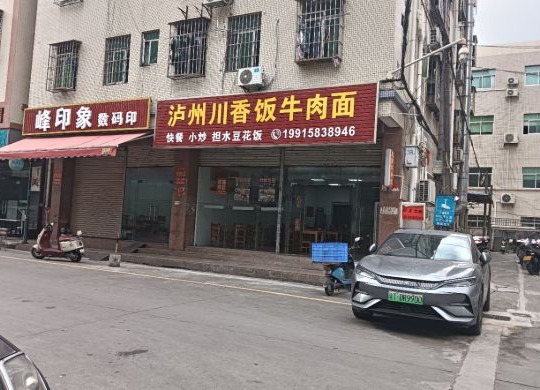 峰印象 数码印
泸州川香饭牛肉面
快餐 小炒 担水豆花饭 19915838946